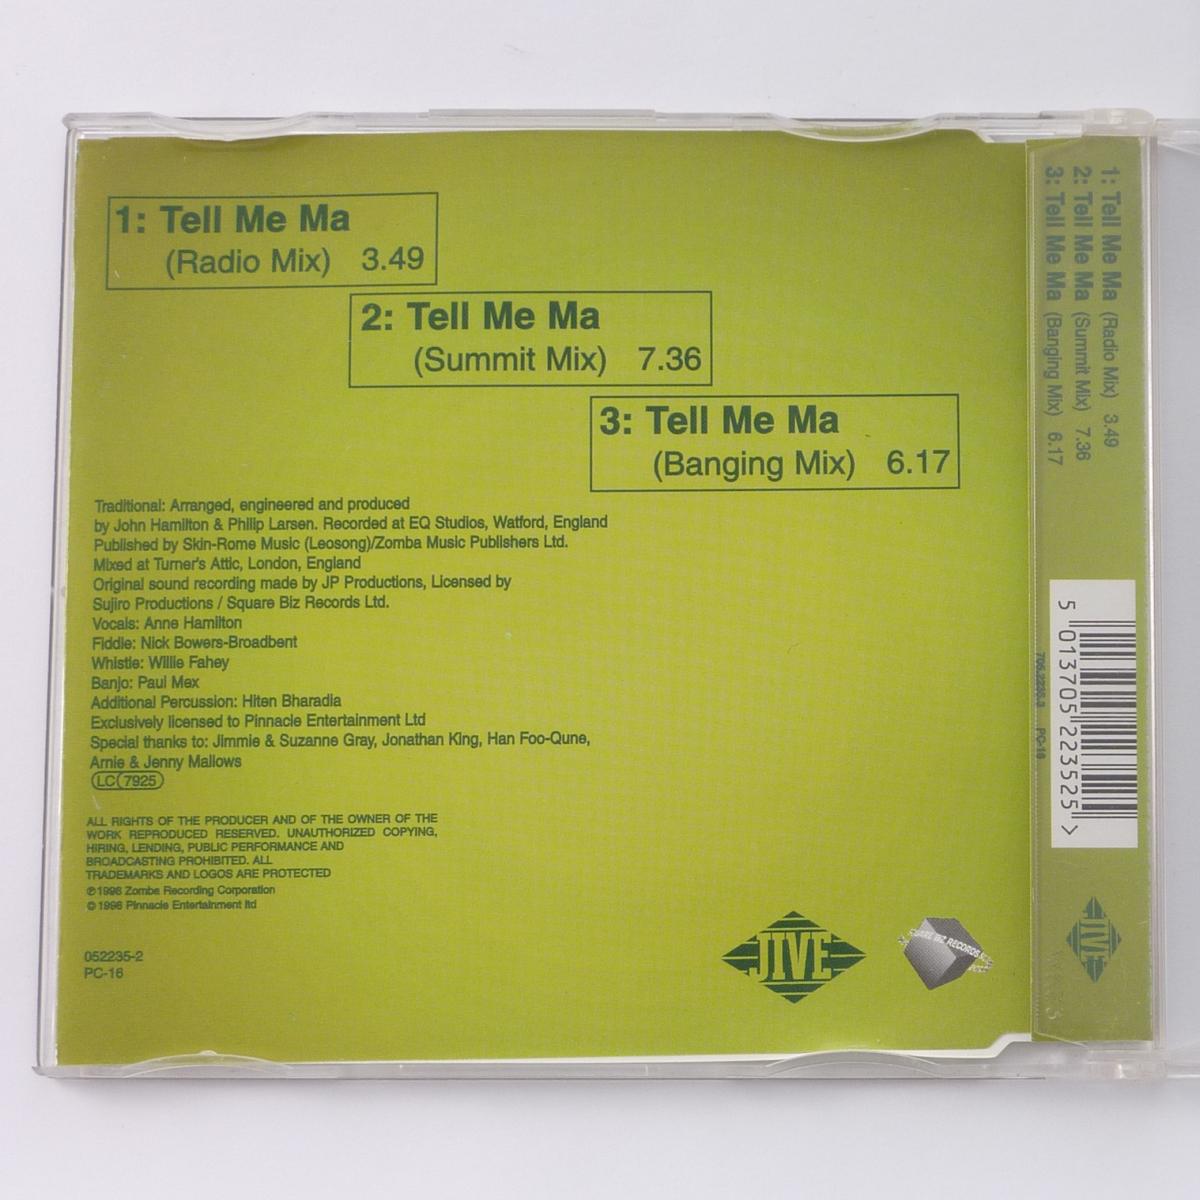 1: Tell Me Ma
(Radio Mix) 3.49
2: Tell Me Ma
(Summit Mix) 7.36
3: Tell Me Ma
(Banging Mix) 6.17
Traditional: Arranged, engineered and produced
by John Hamilton & Philip Larsen. Recorded at EQ Studios, Watford, England
Published by Skin-Rome Music (Leosong)/Zomba Music Publishers Ltd.
Mixed at Turner's Attic, London, England
Original sound recording made by JP Productions, Licensed by
Sujiro Productions / Square Biz Records Ltd.
Vocals: Anne Hamilton
Fiddle: Nick Bowers-Broadbent
Whistle: Willie Fahey
Banjo: Paul Mex
Additional Percussion: Hiten Bharadia
Exclusively licensed to Pinnacle Entertainment Ltd
Special thanks to: Jimmie & Suzanne Gray, Jonathan King, Han Foo-Qune,
Arnie & Jenny Mallows
LC 7925
ALL RIGHTS OF THE PRODUCER AND OF THE OWNER OF THE
WORK REPRODUCED RESERVED. UNAUTHORIZED COPYING,
HIRING, LENDING, PUBLIC PERFORMANCE AND
BROADCASTING PROHIBITED. ALL
TRADEMARKS AND LOGOS ARE PROTECTED
℗ 1996 Zomba Recording Corporation
© 1996 Pinnacle Entertainment ltd
052235-2
PC-16
JIVE
SQUARE BIZ RECORDS
1: Tell Me Ma (Radio Mix) 3.49
2: Tell Me Ma (Summit Mix) 7.36
3: Tell Me Ma (Banging Mix) 6.17
5 013705 223525 >
PC-16
JIVE